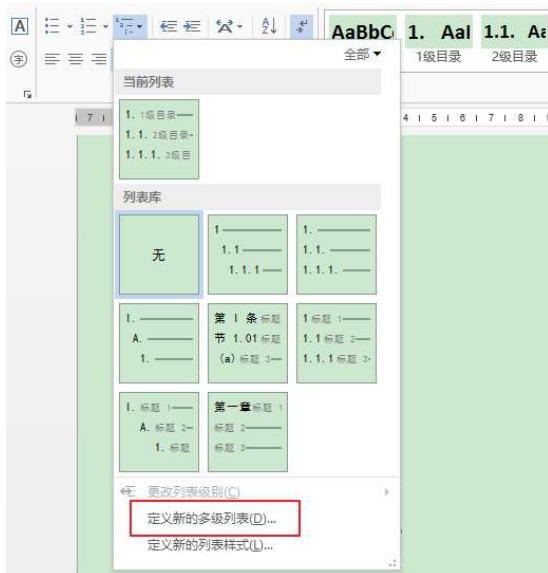 AaBbC 1. AaI 1.1. Aa
全部
1级目录 2级目录
当前列表
1. 1级目录
1.1. 2级目录
1.1.1. 3级目
列表库
无
1
1.1
1.1.1
1.
1.1.
1.1.1.
I.
A.
1.
第 I 条 标题
节 1.01 标题
(a) 标题 3
1 标题 1
1.1 标题 2
1.1.1 标题 3
I. 标题 1
A. 标题 2
1. 标题
第一章 标题 1
标题 2
标题 3
更改列表级别(C)
定义新的多级列表(D)...
定义新的列表样式(L)...